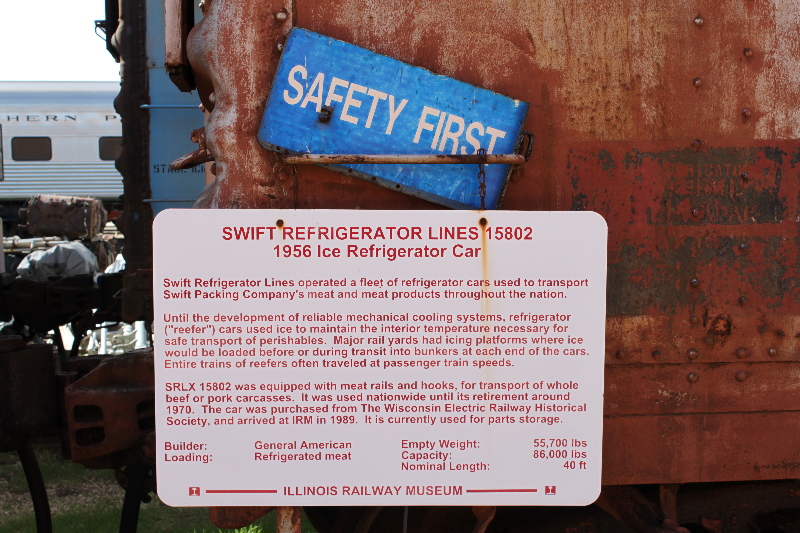 SAFETY FIRST
HERN P
SWIFT REFRIGERATOR LINES 15802
1956 Ice Refrigerator Car
Swift Refrigerator Lines operated a fleet of refrigerator cars used to transport
Swift Packing Company's meat and meat products throughout the nation.
Until the development of reliable mechanical cooling systems, refrigerator
("reefer") cars used ice to maintain the interior temperature necessary for
safe transport of perishables. Major rail yards had icing platforms where ice
would be loaded before or during transit into bunkers at each end of the cars.
Entire trains of reefers often traveled at passenger train speeds.
SRLX 15802 was equipped with meat rails and hooks, for transport of whole
beef or pork carcasses. It was used nationwide until its retirement around
1970. The car was purchased from The Wisconsin Electric Railway Historical
Society, and arrived at IRM in 1989. It is currently used for parts storage.
Builder: General American Empty Weight: 55,700 lbs
Loading: Refrigerated meat Capacity: 86,000 lbs
Nominal Length: 40 ft
ILLINOIS RAILWAY MUSEUM